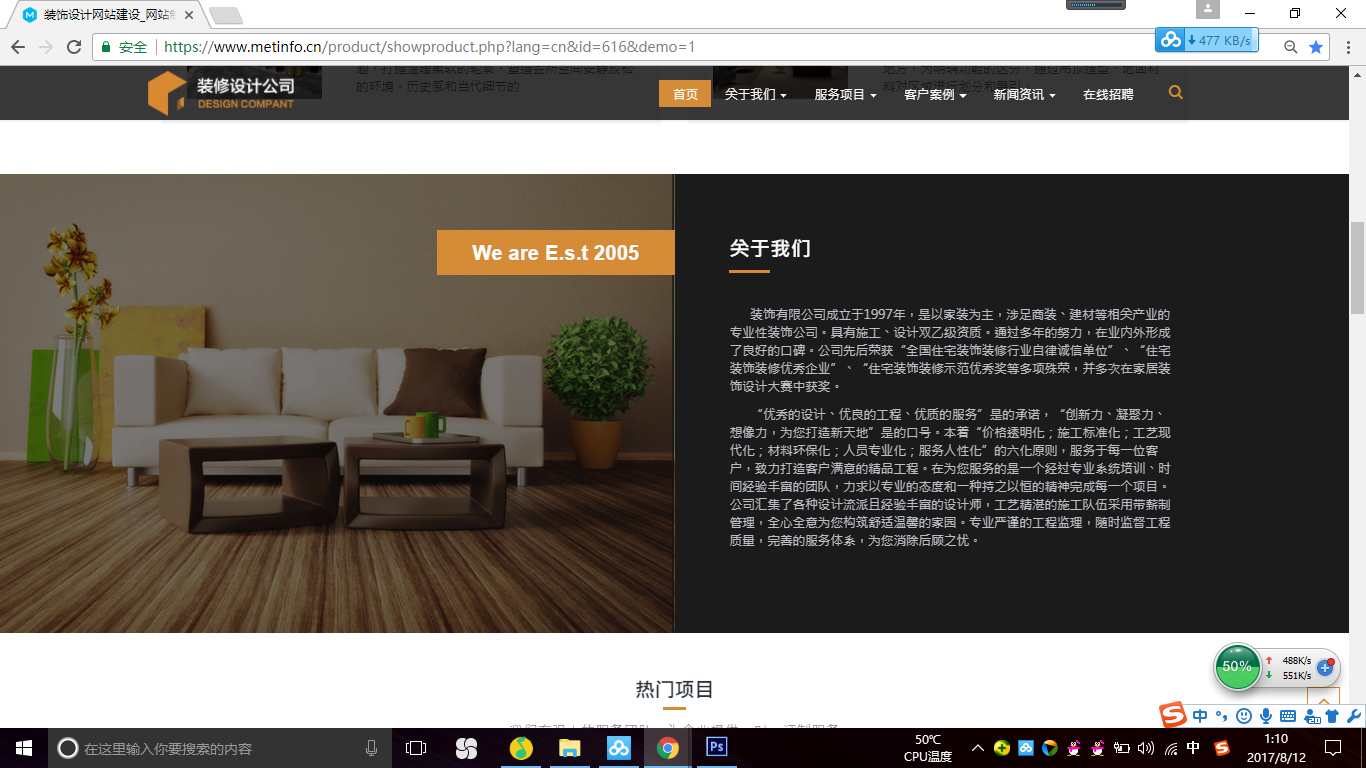 装饰设计网站建设_网站制
安全
https://www.metinfo.cn/product/showproduct.php?lang=cn&id=616&demo=1
477 KB/s
的环境。历史感和当代细节的
装修设计公司
DESIGN COMPANT
首页
关于我们
服务项目
客户案例
新闻资讯
在线招聘
We are E.s.t 2005
关于我们
装饰有限公司成立于1997年，是以家装为主，涉足商装、建材等相关产业的
专业性装饰公司。具有施工、设计双乙级资质。通过多年的努力，在业内外形成
了良好的口碑。公司先后荣获“全国住宅装饰装修行业自律诚信单位”、“住宅
装饰装修优秀企业”、“住宅装饰装修示范优秀奖等多项殊荣，并多次在家居装
饰设计大赛中获奖。
“优秀的设计、优良的工程、优质的服务”是的承诺，“创新力、凝聚力、
想像力，为您打造新天地”是的口号。本着“价格透明化；施工标准化；工艺现
代化；材料环保化；人员专业化；服务人性化”的六化原则，服务于每一位客
户，致力打造客户满意的精品工程。在为您服务的是一个经过专业系统培训、时
间经验丰富的团队，力求以专业的态度和一种持之以恒的精神完成每一个项目。
公司汇集了各种设计流派且经验丰富的设计师，工艺精湛的施工队伍采用带薪制
管理，全心全意为您构筑舒适温馨的家园。专业严谨的工程监理，随时监督工程
质量，完善的服务体系，为您消除后顾之忧。
热门项目
50%
488K/s
551K/s
中
在这里输入你要搜索的内容
Ps
50℃
CPU温度
中
1:10
2017/8/12